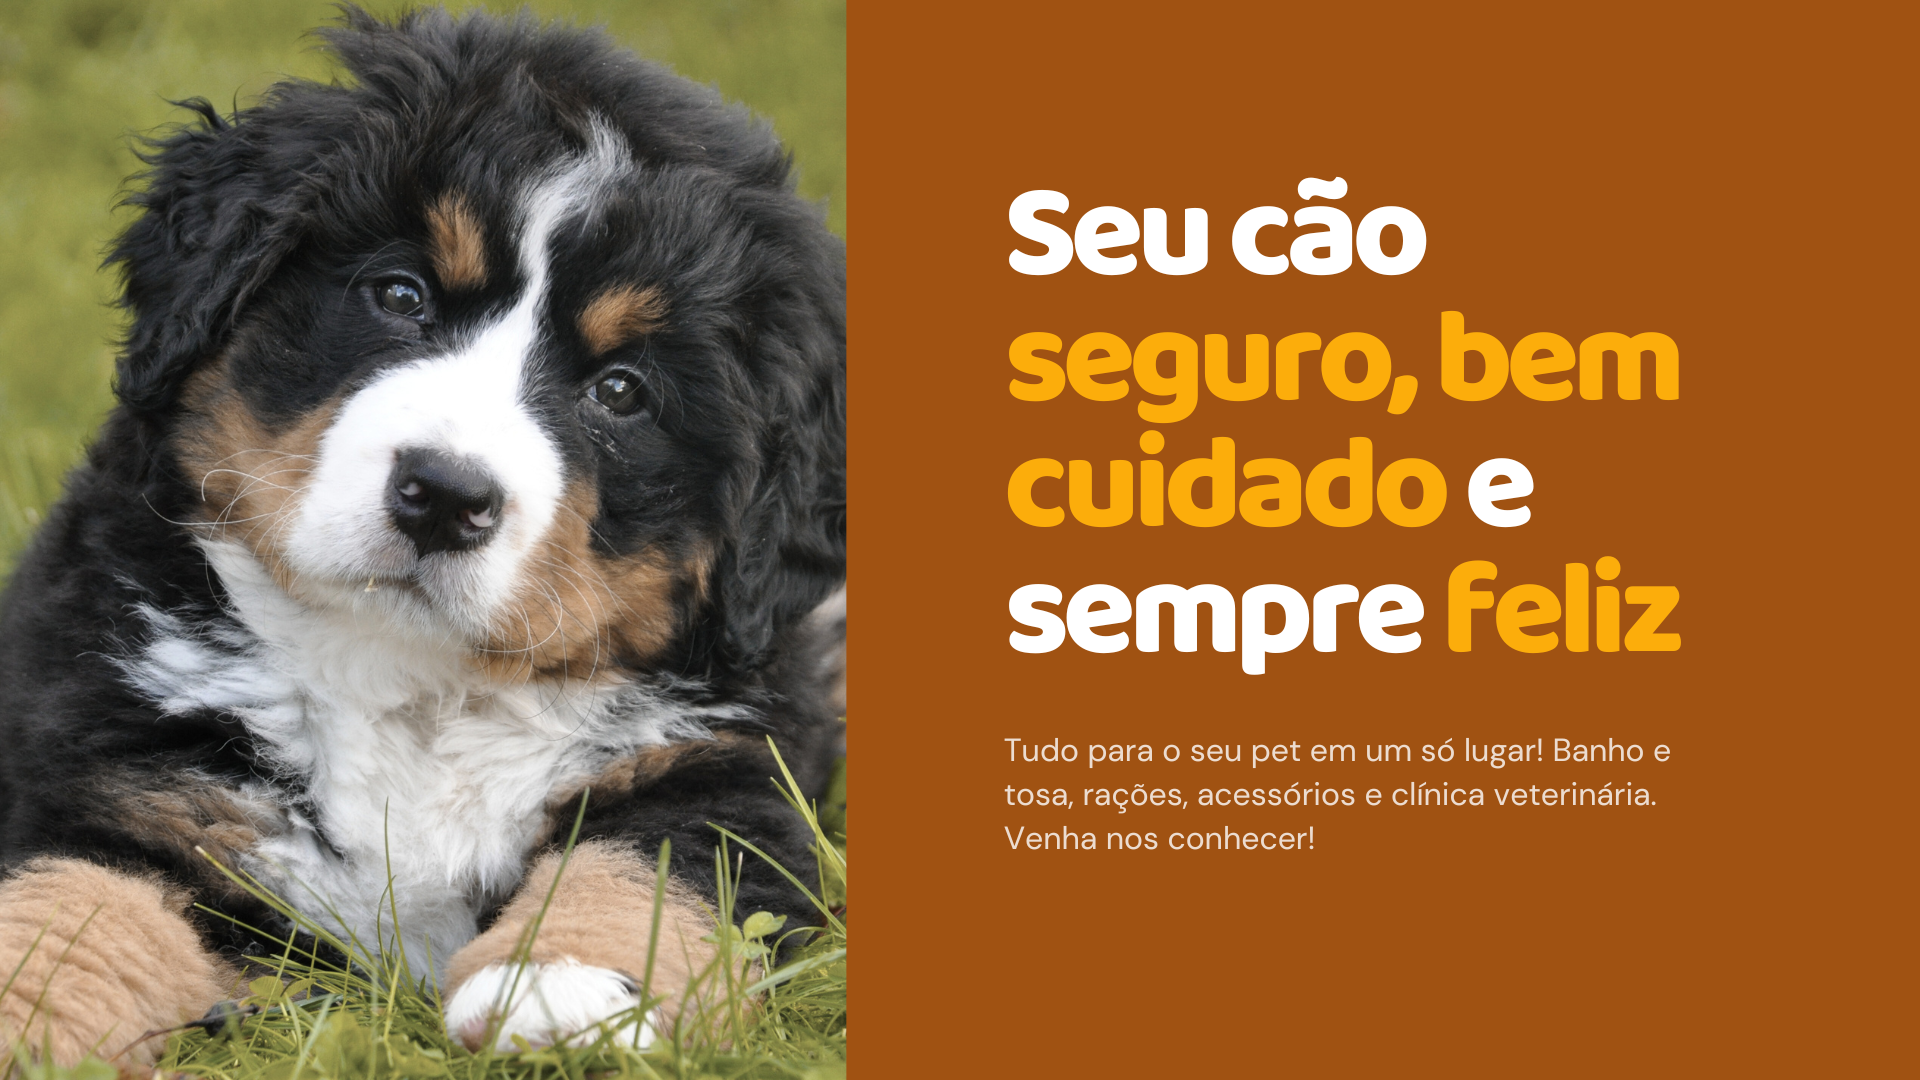 Seu cão
seguro, bem
cuidado e
sempre feliz
Tudo para o seu pet em um só lugar! Banho e
tosa, rações, acessórios e clínica veterinária.
Venha nos conhecer!